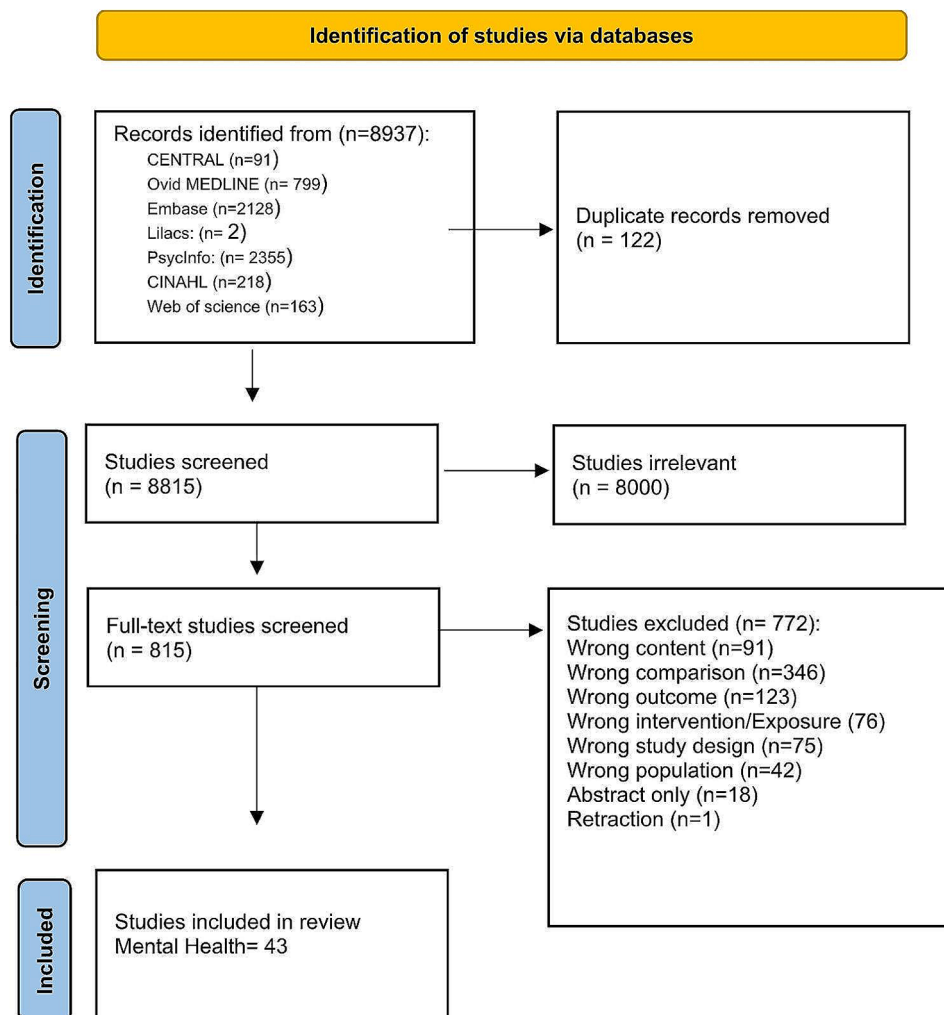 Identification of studies via databases
Identification
Records identified from (n=8937):
CENTRAL (n=91)
Ovid MEDLINE (n= 799)
Embase (n=2128)
Lilacs: (n= 2)
PsycInfo: (n= 2355)
CINAHL (n=218)
Web of science (n=163)
Duplicate records removed
(n = 122)
Screening
Studies screened
(n = 8815)
Studies irrelevant
(n = 8000)
Full-text studies screened
(n = 815)
Studies excluded (n= 772):
Wrong content (n=91)
Wrong comparison (n=346)
Wrong outcome (n=123)
Wrong intervention/Exposure (76)
Wrong study design (n=75)
Wrong population (n=42)
Abstract only (n=18)
Retraction (n=1)
Included
Studies included in review
Mental Health= 43